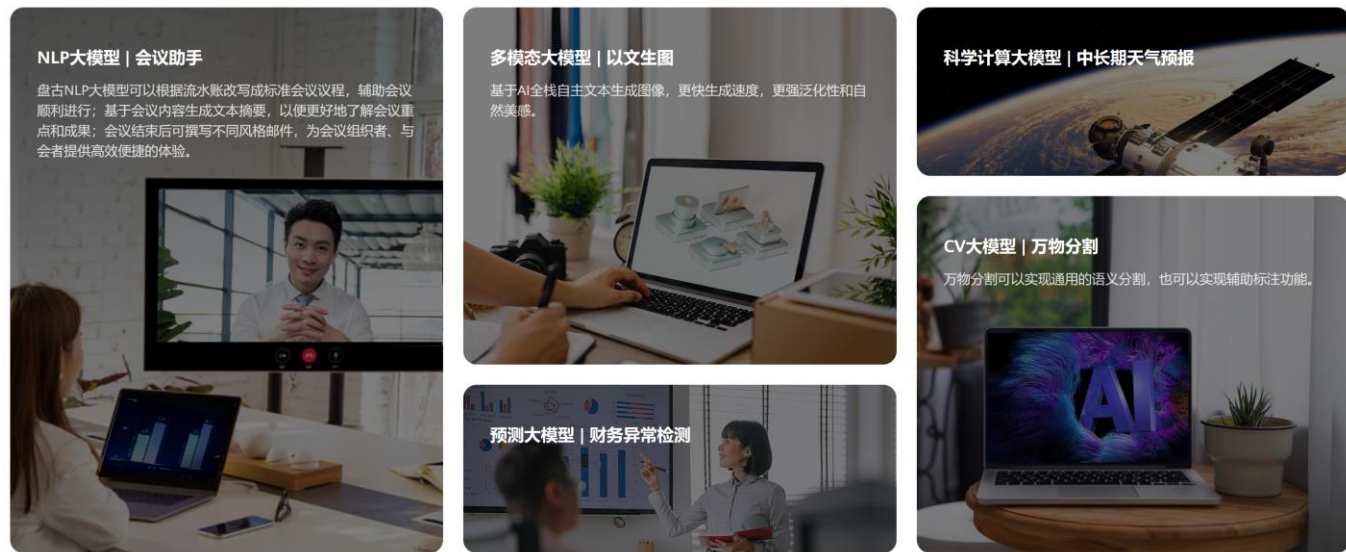 NLP大模型 | 会议助手
盘古NLP大模型可以根据流水账改写成标准会议议程，辅助会议
顺利进行；基于会议内容生成文本摘要，以便更好地了解会议重
点和成果；会议结束后可撰写不同风格邮件，为会议组织者、与
会者提供高效便捷的体验。
多模态大模型 | 以文生图
基于AI全栈自主文本生成图像，更快生成速度，更强泛化性和自
然美感。
预测大模型 | 财务异常检测
科学计算大模型 | 中长期天气预报
CV大模型 | 万物分割
万物分割可以实现通用的语义分割，也可以实现辅助标注功能。
AI